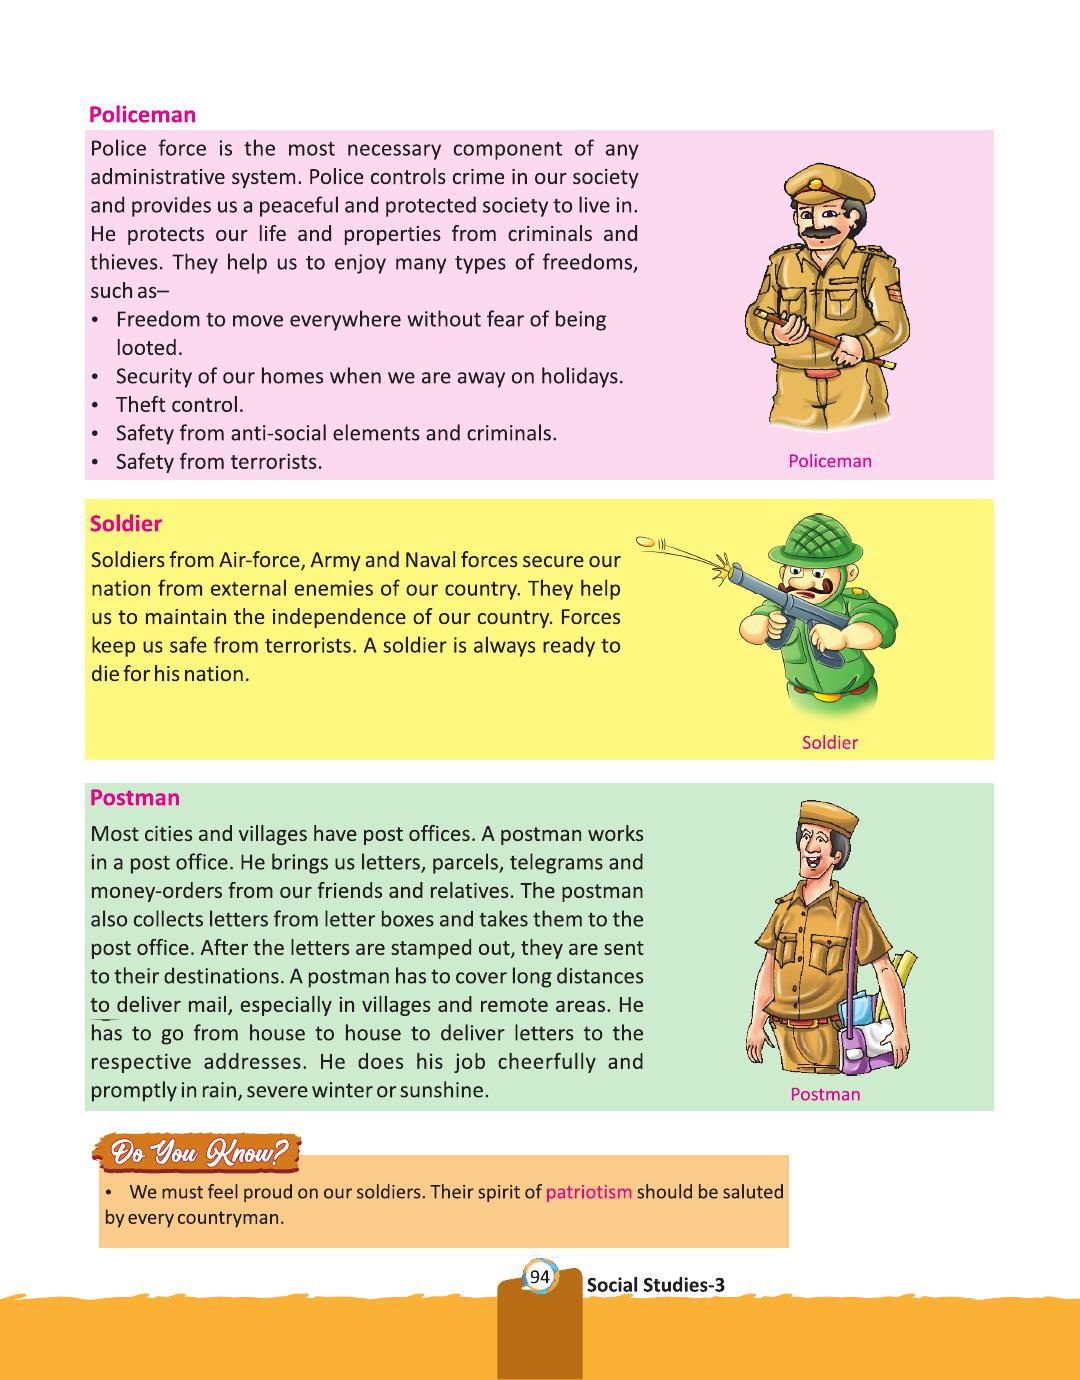 Policeman
Police force is the most necessary component of any
administrative system. Police controls crime in our society
and provides us a peaceful and protected society to live in.
He protects our life and properties from criminals and
thieves. They help us to enjoy many types of freedoms,
such as–
• Freedom to move everywhere without fear of being
looted.
• Security of our homes when we are away on holidays.
• Theft control.
• Safety from anti-social elements and criminals.
• Safety from terrorists.
Policeman
Soldier
Soldiers from Air-force, Army and Naval forces secure our
nation from external enemies of our country. They help
us to maintain the independence of our country. Forces
keep us safe from terrorists. A soldier is always ready to
die for his nation.
Soldier
Postman
Most cities and villages have post offices. A postman works
in a post office. He brings us letters, parcels, telegrams and
money-orders from our friends and relatives. The postman
also collects letters from letter boxes and takes them to the
post office. After the letters are stamped out, they are sent
to their destinations. A postman has to cover long distances
to deliver mail, especially in villages and remote areas. He
has to go from house to house to deliver letters to the
respective addresses. He does his job cheerfully and
promptly in rain, severe winter or sunshine.
Postman
Do You Know?
• We must feel proud on our soldiers. Their spirit of patriotism should be saluted
by every countryman.
94
Social Studies-3